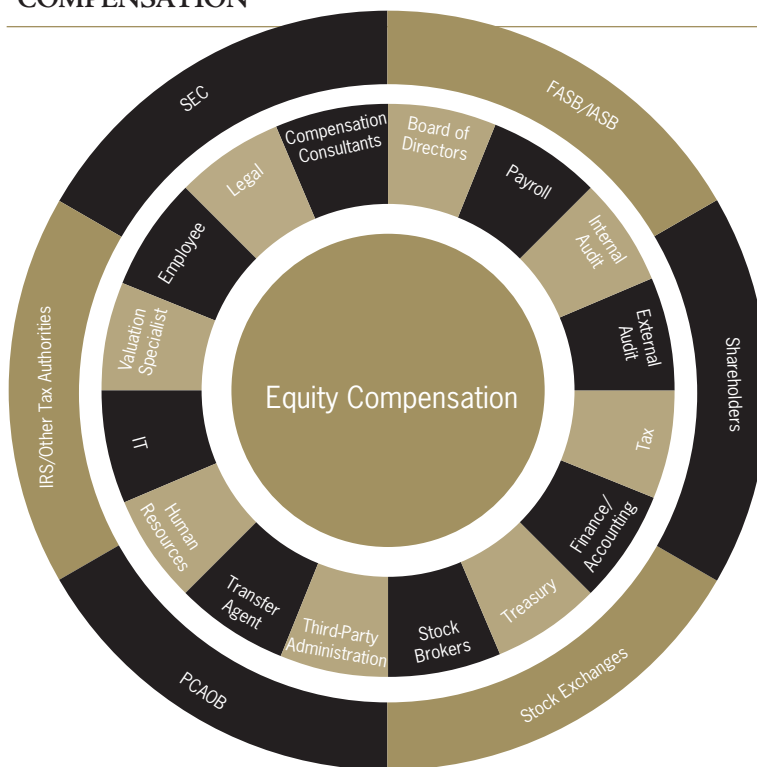 COMPENSATION
SEC
FASB/IASB
Shareholders
Stock Exchanges
PCAOB
IRS/Other Tax Authorities
Compensation
Consultants
Board of
Directors
Payroll
Internal
Audit
External
Audit
Tax
Finance/
Accounting
Treasury
Stock
Brokers
Third-Party
Administration
Transfer
Agent
Human
Resources
IT
Valuation
Specialist
Employee
Legal
Equity Compensation